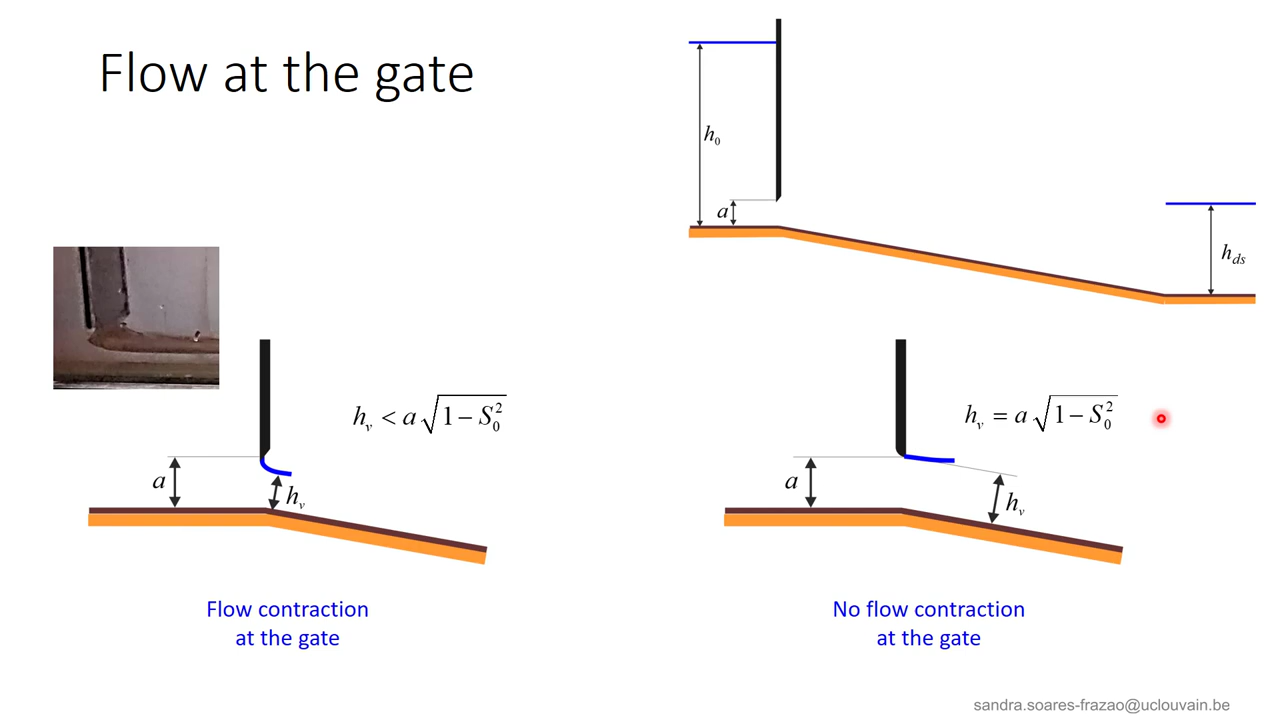 Flow at the gate
h₀
a
h_ds
h_v < a√(1 − S₀²)
a
h_v
Flow contraction
at the gate
h_v = a√(1 − S₀²)
a
h_v
No flow contraction
at the gate
sandra.soares-frazao@uclouvain.be